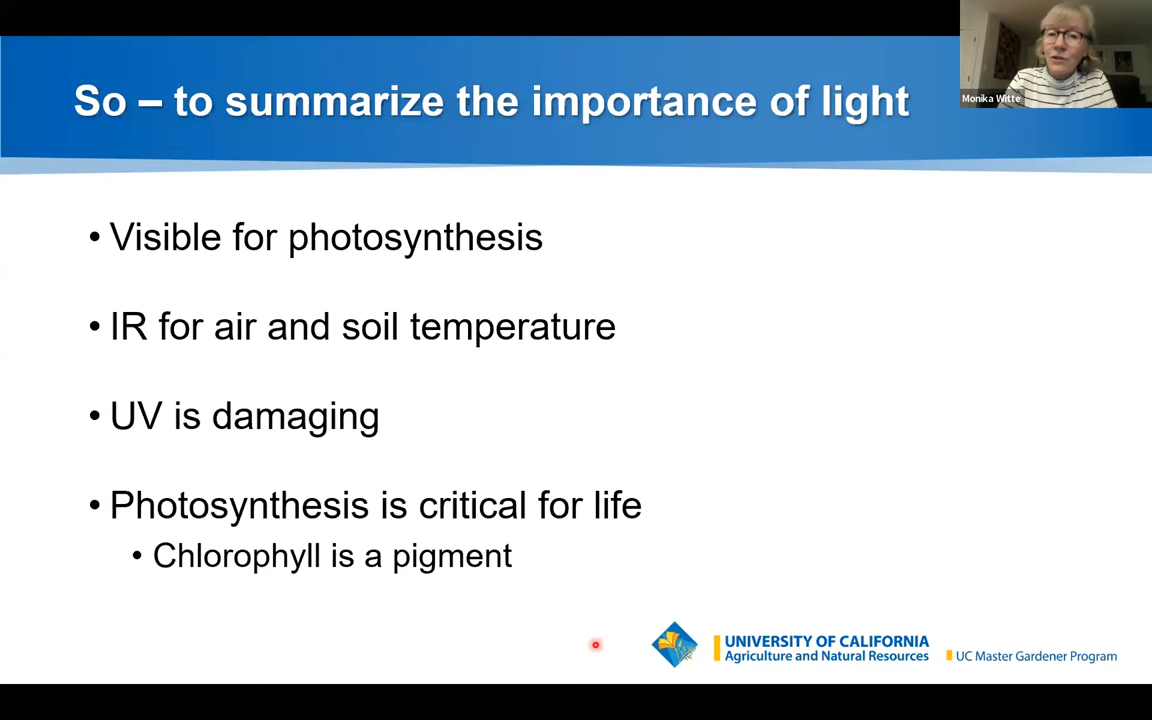 So – to summarize the importance of light
Monika Witte
• Visible for photosynthesis
• IR for air and soil temperature
• UV is damaging
• Photosynthesis is critical for life
• Chlorophyll is a pigment
UNIVERSITY OF CALIFORNIA
Agriculture and Natural Resources
UC Master Gardener Program